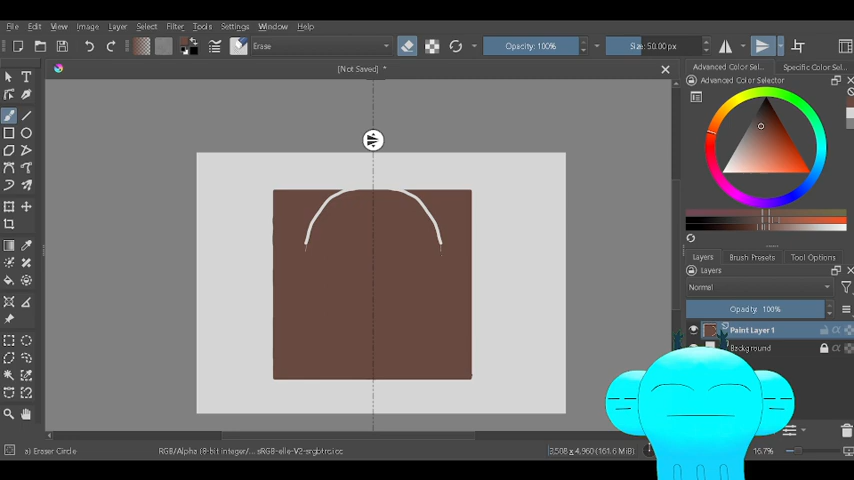 File Edit View Image Layer Select Filter Tools Settings Window Help
Erase
Opacity: 100%
Size: 50.00 px
[Not Saved] *
Advanced Color Sel...
Specific Color Sel...
Advanced Color Selector
Layers
Brush Presets
Tool Options
Layers
Normal
Opacity: 100%
Paint Layer 1
Background
a) Eraser Circle
RGB/Alpha (8-bit integer/... sRGB-elle-V2-srgbtrc.icc
3,508 x 4,960 (161.6 MiB)
16.7%